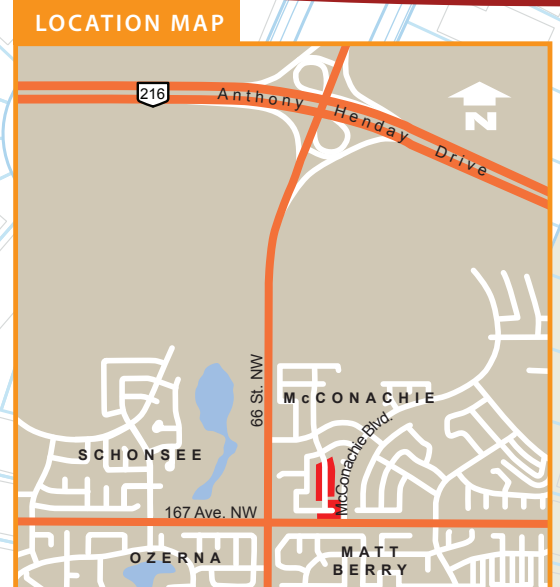 LOCATION MAP
216
Anthony Henday Drive
N
66 St. NW
McCONACHIE
McConachie Blvd.
SCHONSEE
167 Ave. NW
OZERNA
MATT
BERRY